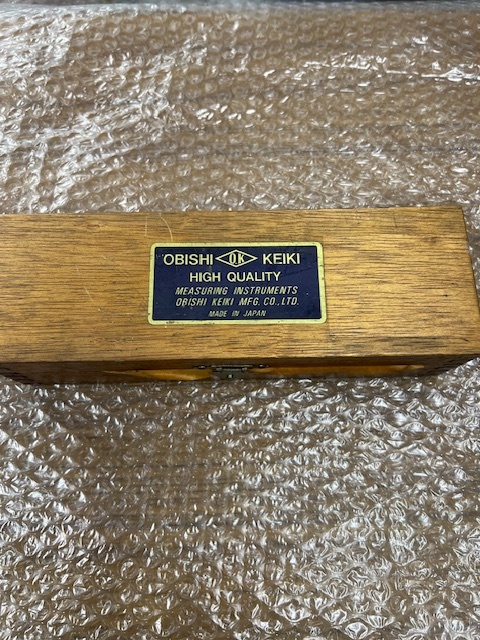 OBISHI OK KEIKI
HIGH QUALITY
MEASURING INSTRUMENTS
OBISHI KEIKI MFG. CO., LTD.
MADE IN JAPAN